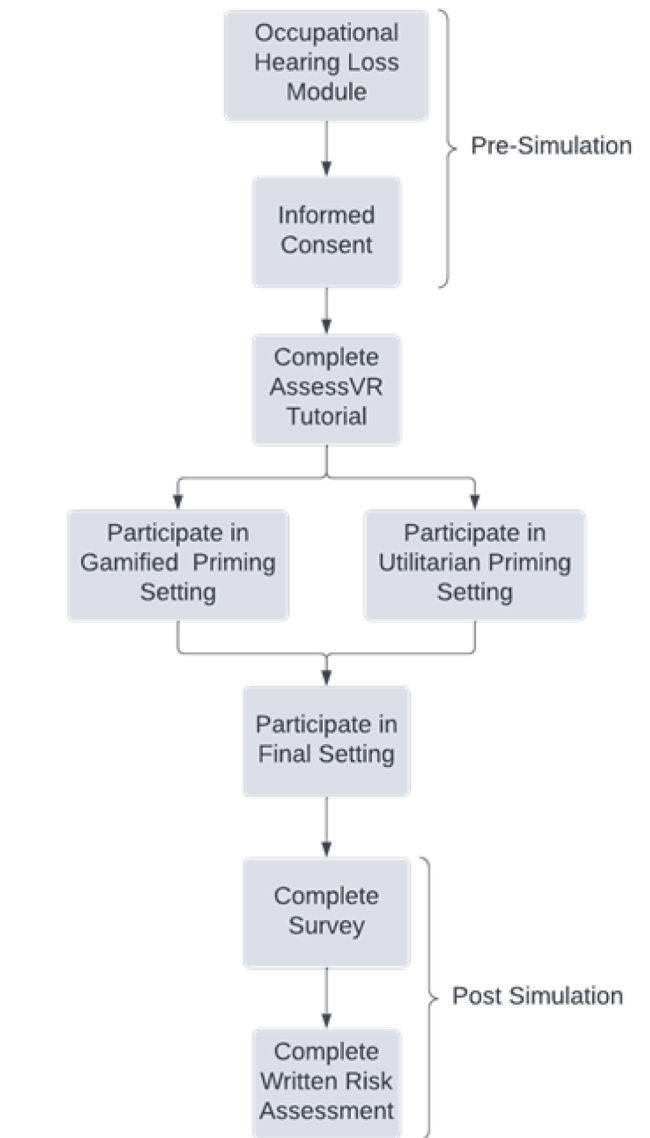 Occupational
Hearing Loss
Module
Pre-Simulation
Informed
Consent
Complete
AssessVR
Tutorial
Participate in
Gamified  Priming
Setting
Participate in
Utilitarian Priming
Setting
Participate in
Final Setting
Complete
Survey
Post Simulation
Complete
Written Risk
Assessment